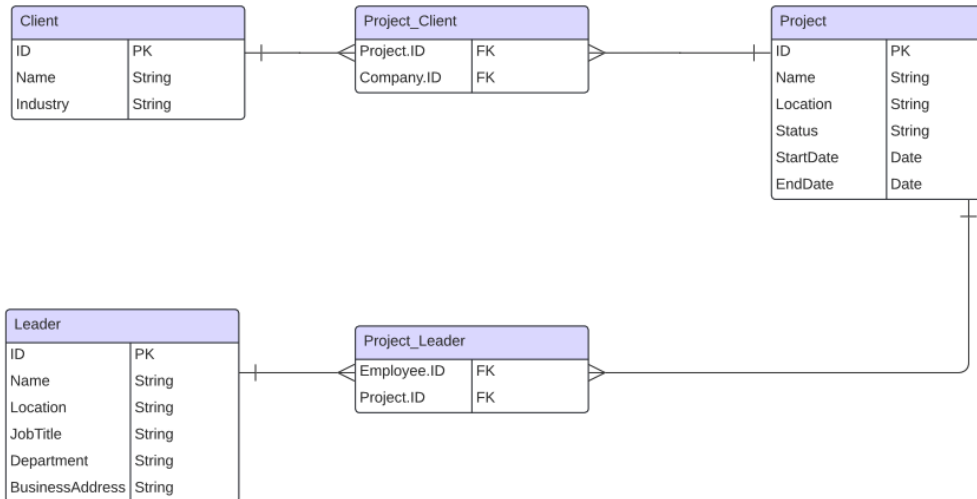 Client
ID PK
Name String
Industry String
Project_Client
Project.ID FK
Company.ID FK
Project
ID PK
Name String
Location String
Status String
StartDate Date
EndDate Date
Leader
ID PK
Name String
Location String
JobTitle String
Department String
BusinessAddress String
Project_Leader
Employee.ID FK
Project.ID FK